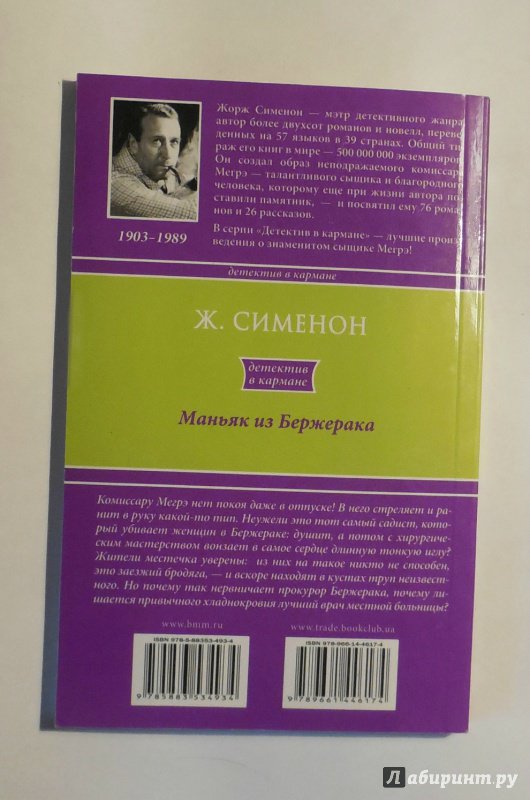 Жорж Сименон — мэтр детективного жанра,
автор более двухсот романов и новелл, переве
денных на 57 языков в 39 странах. Общий ти
раж его книг в мире — 500 000 000 экземпляров
Он создал образ неподражаемого комиссара
Мегрэ — талантливого сыщика и благородного
человека, которому еще при жизни автора по
ставили памятник, — и посвятил ему 76 рома
нов и 26 рассказов.
В серии «Детектив в кармане» — лучшие произ
ведения о знаменитом сыщике Мегрэ!
1903–1989
детектив в кармане
Ж. СИМЕНОН
детектив
в кармане
Маньяк из Бержерака
Комиссару Мегрэ нет покоя даже в отпуске! В него стреляет и ра-
нит в руку какой-то тип. Неужели это тот самый садист, кото-
рый убивает женщин в Бержераке: душит, а потом с хирургиче-
ским мастерством вонзает в самое сердце длинную тонкую иглу?
Жители местечка уверены: из них на такое никто не способен,
это заезжий бродяга, — и вскоре находят в кустах труп неизвест-
ного. Но почему так нервничает прокурор Бержерака, почему ли-
шается привычного хладнокровия лучший врач местной больницы?
www.bmm.ru
www.trade.bookclub.ua
ISBN 978-5-88353-493-4
ISBN 978-966-14-4617-4
9 785883 534934
9 789661 446174
Лабиринт.ру